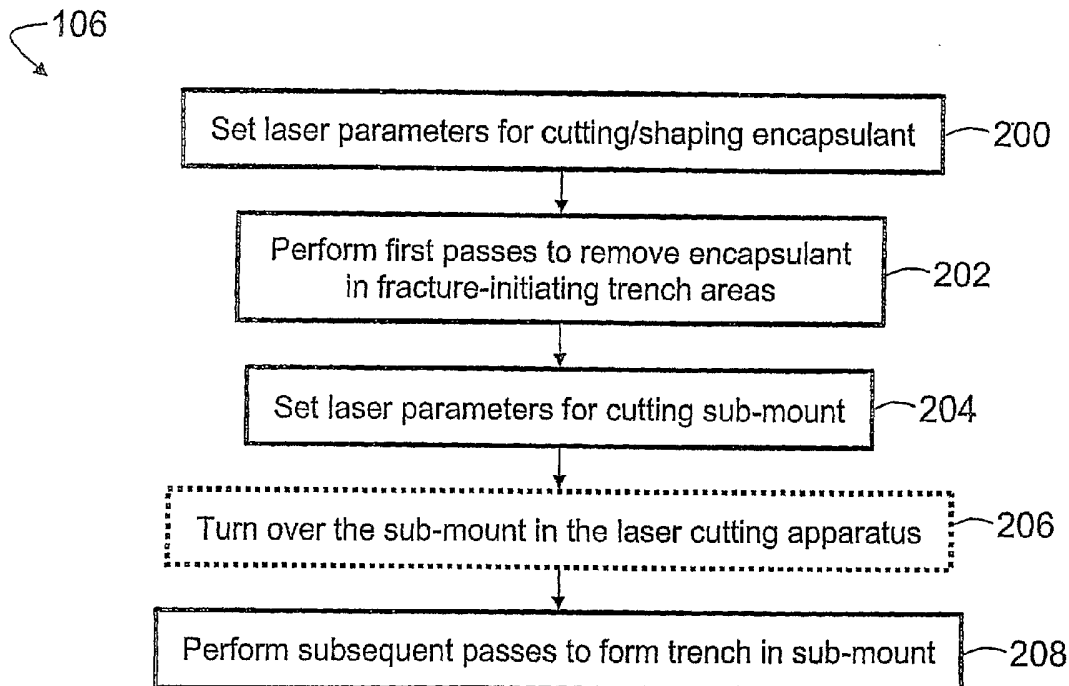 106
Set laser parameters for cutting/shaping encapsulant
200
Perform first passes to remove encapsulant
in fracture-initiating trench areas
202
Set laser parameters for cutting sub-mount
204
Turn over the sub-mount in the laser cutting apparatus
206
Perform subsequent passes to form trench in sub-mount
208